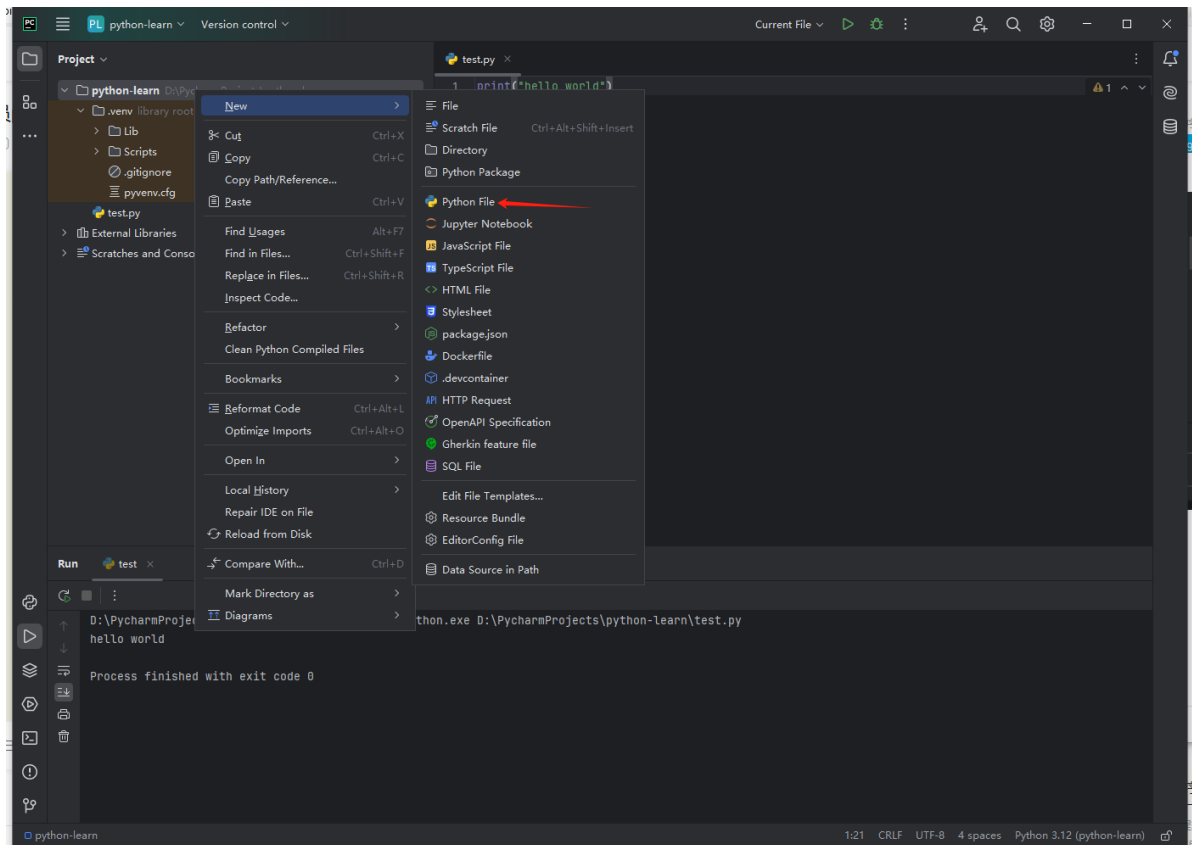 PC PL python-learn Version control Current File
Project
test.py
python-learn
1 print("hello world")
1
.venv library root
Lib
Scripts
.gitignore
pyvenv.cfg
test.py
External Libraries
Scratches and Conso
New
Cut Ctrl+X
Copy Ctrl+C
Copy Path/Reference...
Paste Ctrl+V
Find Usages Alt+F7
Find in Files... Ctrl+Shift+F
Replace in Files... Ctrl+Shift+R
Inspect Code...
Refactor
Clean Python Compiled Files
Bookmarks
Reformat Code Ctrl+Alt+L
Optimize Imports Ctrl+Alt+O
Open In
Local History
Repair IDE on File
Reload from Disk
Compare With... Ctrl+D
Mark Directory as
Diagrams
File
Scratch File Ctrl+Alt+Shift+Insert
Directory
Python Package
Python File
Jupyter Notebook
JS JavaScript File
TS TypeScript File
HTML File
Stylesheet
package.json
Dockerfile
.devcontainer
API HTTP Request
OpenAPI Specification
Gherkin feature file
SQL File
Edit File Templates...
Resource Bundle
EditorConfig File
Data Source in Path
Run test
D:\PycharmProje thon.exe D:\PycharmProjects\python-learn\test.py
hello world
Process finished with exit code 0
python-learn 1:21 CRLF UTF-8 4 spaces Python 3.12 (python-learn)